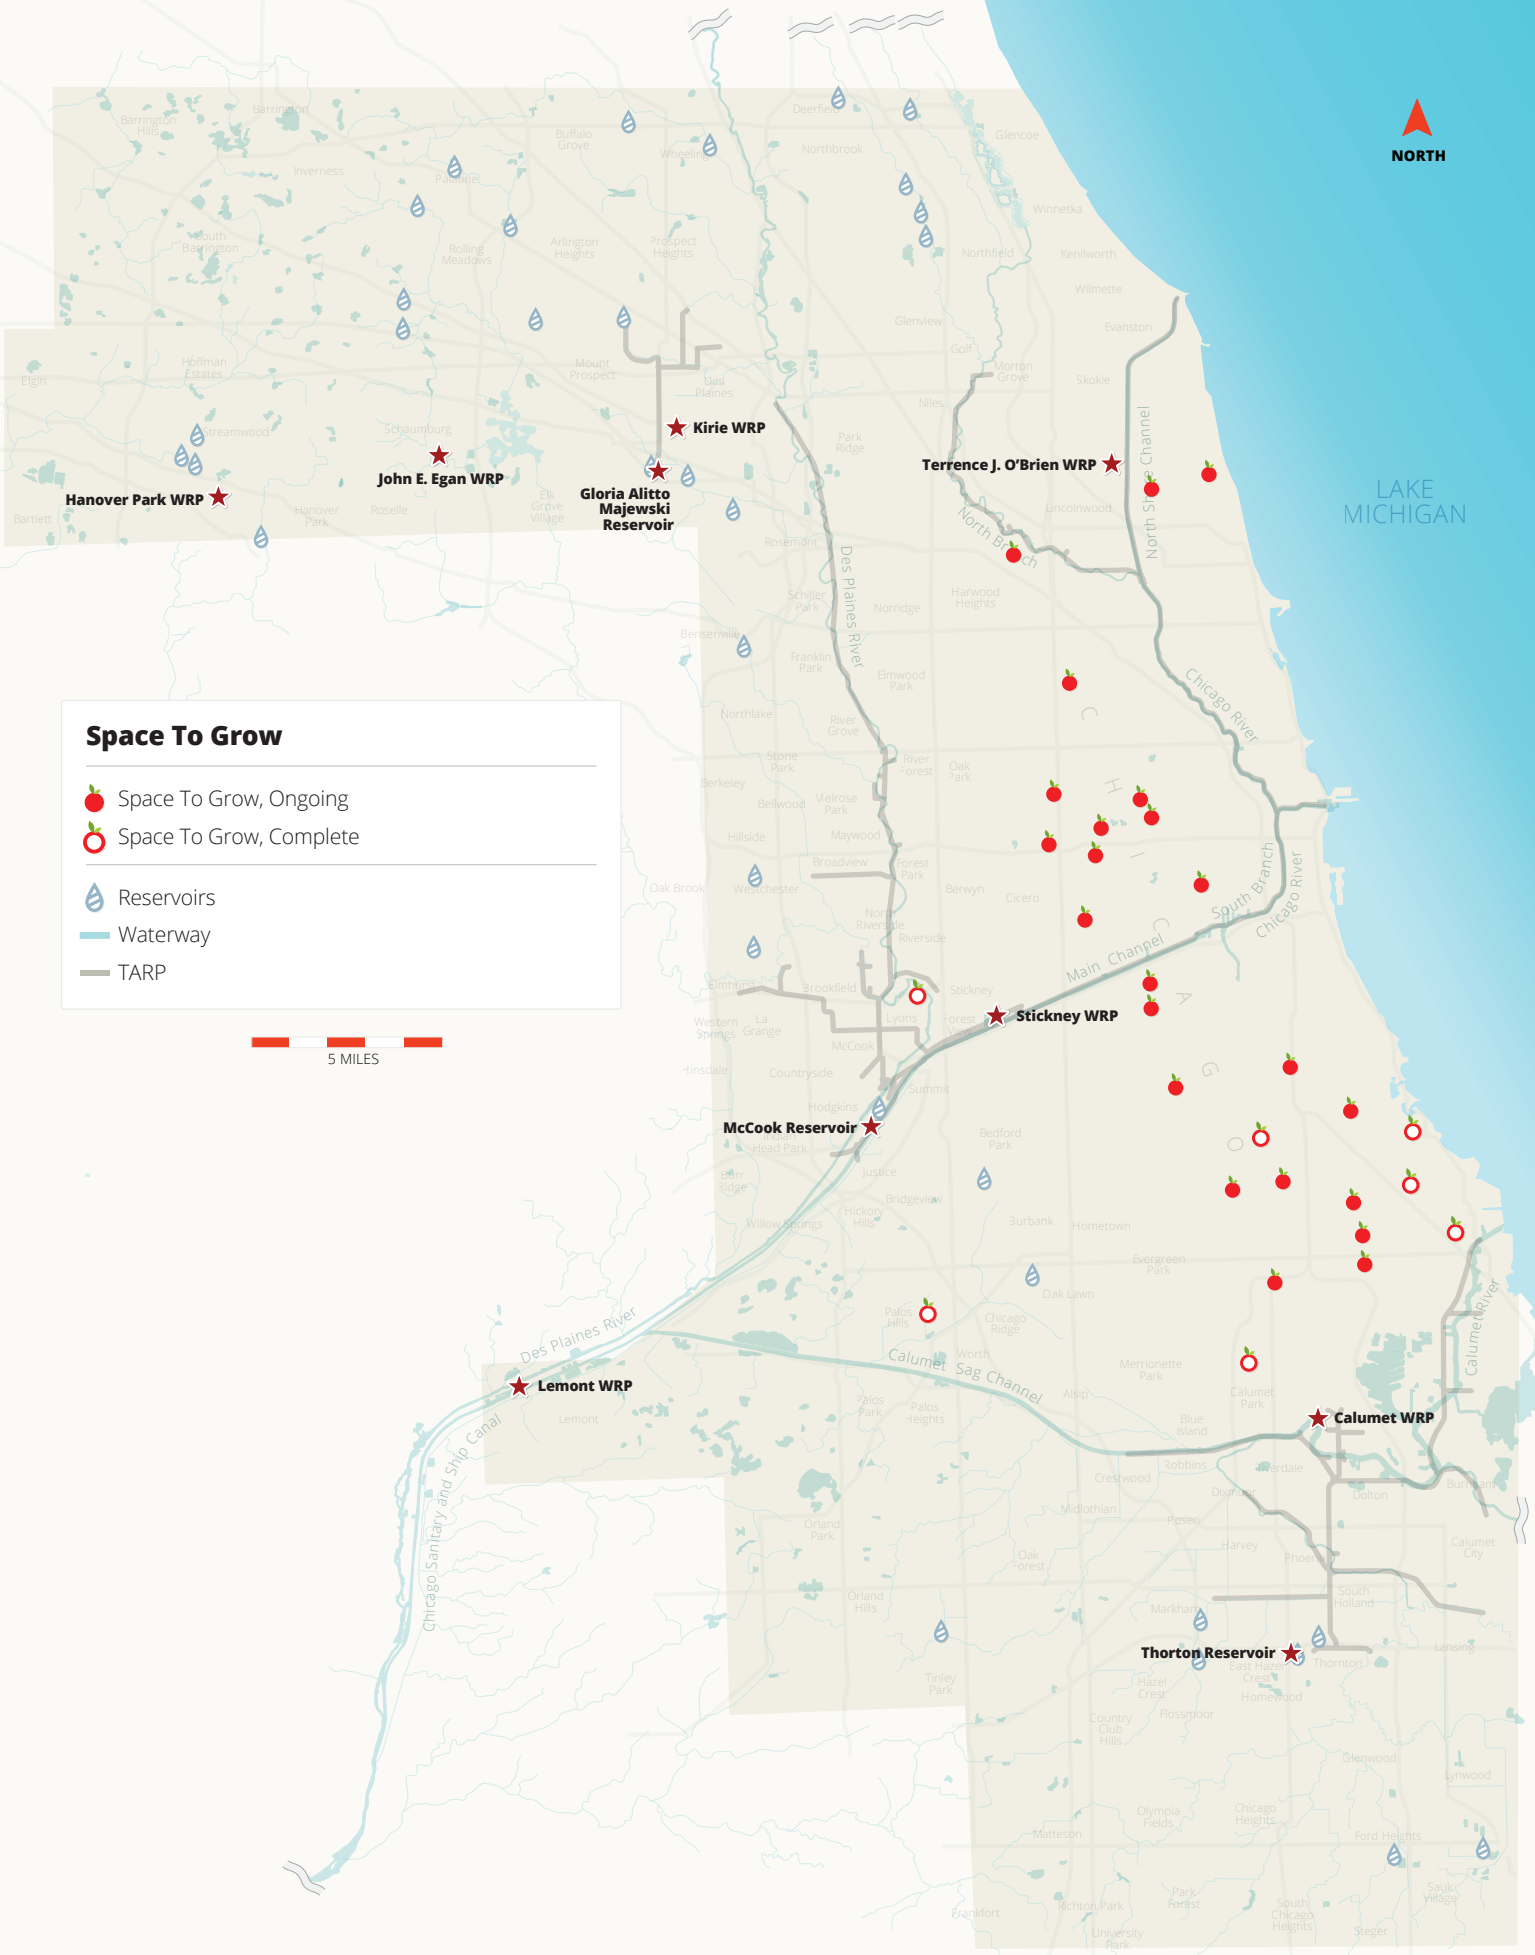 NORTH
LAKE
MICHIGAN
Barrington
Hills
Barrington
Inverness
Buffalo
Grove
Wheeling
Deerfield
Northbrook
Glencoe
Winnetka
Northfield
Kenilworth
Wilmette
Palatine
South
Barrington
Rolling
Meadows
Arlington
Heights
Prospect
Heights
Glenview
Evanston
Golf
Morton
Grove
Skokie
Hoffman
Estates
Elgin
Mount
Prospect
Des
Plaines
Niles
Park
Ridge
Streamwood
Schaumburg
Kirie WRP
Terrence J. O'Brien WRP
North Shore Channel
Hanover Park WRP
John E. Egan WRP
Gloria Alitto
Majewski
Reservoir
Bartlett
Hanover
Park
Roselle
Elk
Grove
Village
Lincolnwood
North Branch
Rosemont
Des Plaines River
Schiller
Park
Norridge
Harwood
Heights
Bensenville
Franklin
Park
Elmwood
Park
Chicago River
Northlake
River
Grove
Stone
Park
River
Forest
Oak
Park
Berkeley
Bellwood
Melrose
Park
Hillside
Maywood
Broadview
Forest
Park
Oak Brook
Westchester
Berwyn
Cicero
North
Riverside
Riverside
South Branch
Chicago River
Main Channel
C
H
I
C
A
G
O
Space To Grow
Space To Grow, Ongoing
Space To Grow, Complete
Reservoirs
Waterway
TARP
5 MILES
Elmhurst
Brookfield
Stickney
Western
Springs
La
Grange
Lyons
Forest
View
Stickney WRP
McCook
Hinsdale
Countryside
Summit
Hodgkins
McCook Reservoir
Indian
Head Park
Bedford
Park
Justice
Burr
Ridge
Bridgeview
Willow Springs
Hickory
Hills
Burbank
Hometown
Evergreen
Park
Oak Lawn
Palos
Hills
Chicago
Ridge
Des Plaines River
Calumet Sag Channel
Worth
Merrionette
Park
Calumet River
Lemont WRP
Lemont
Palos
Park
Palos
Heights
Alsip
Calumet
Park
Blue
Island
Calumet WRP
Chicago Sanitary and Ship Canal
Robbins
Riverdale
Crestwood
Dixmoor
Dolton
Burnham
Midlothian
Posen
Orland
Park
Harvey
Phoenix
Calumet
City
Oak
Forest
Orland
Hills
Markham
South
Holland
Thorton Reservoir
Thornton
Lansing
East Hazel
Crest
Tinley
Park
Hazel
Crest
Homewood
Country
Club
Hills
Flossmoor
Glenwood
Lynwood
Olympia
Fields
Chicago
Heights
Matteson
Ford Heights
Park
Forest
Sauk
Village
Frankfort
Richton Park
South
Chicago
Heights
Steger
University
Park